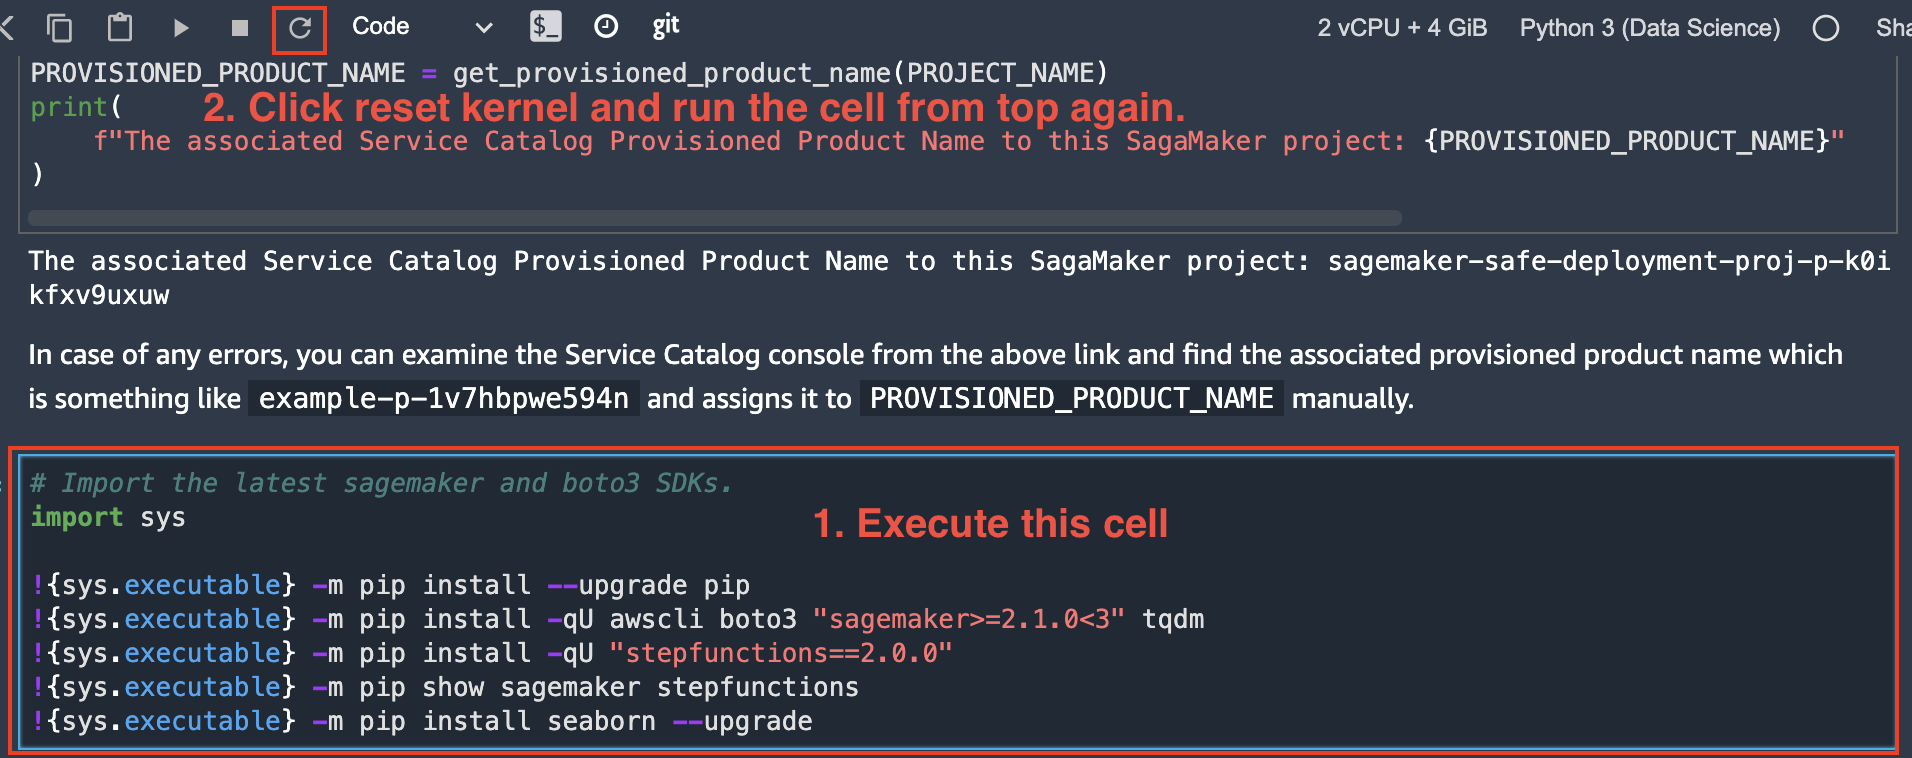 Code
$_
git
2 vCPU + 4 GiB
Python 3 (Data Science)
Sha
PROVISIONED_PRODUCT_NAME = get_provisioned_product_name(PROJECT_NAME)
print(
2. Click reset kernel and run the cell from top again.
f"The associated Service Catalog Provisioned Product Name to this SagaMaker project: {PROVISIONED_PRODUCT_NAME}"
)
The associated Service Catalog Provisioned Product Name to this SagaMaker project: sagemaker-safe-deployment-proj-p-k0i
kfxv9uxuw
In case of any errors, you can examine the Service Catalog console from the above link and find the associated provisioned product name which
is something like example-p-1v7hbpwe594n and assigns it to PROVISIONED_PRODUCT_NAME manually.
# Import the latest sagemaker and boto3 SDKs.
import sys
1. Execute this cell
!{sys.executable} -m pip install --upgrade pip
!{sys.executable} -m pip install -qU awscli boto3 "sagemaker>=2.1.0<3" tqdm
!{sys.executable} -m pip install -qU "stepfunctions==2.0.0"
!{sys.executable} -m pip show sagemaker stepfunctions
!{sys.executable} -m pip install seaborn --upgrade